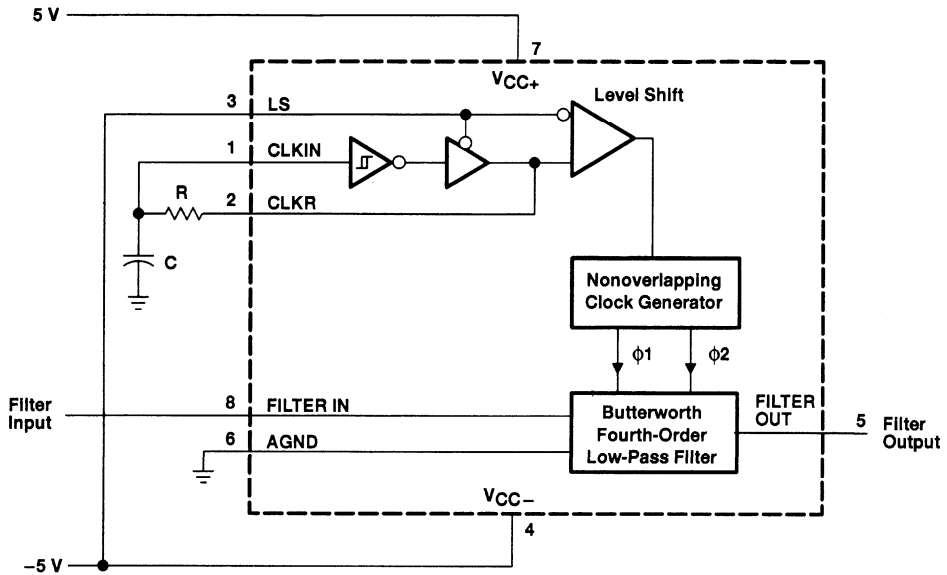 5 V
7
VCC+
3
LS
Level Shift
1
CLKIN
R
2
CLKR
C
Nonoverlapping
Clock Generator
ϕ1
ϕ2
Filter
Input
8
FILTER IN
6
AGND
Butterworth
Fourth-Order
Low-Pass Filter
FILTER
OUT
5
Filter
Output
VCC−
4
−5 V